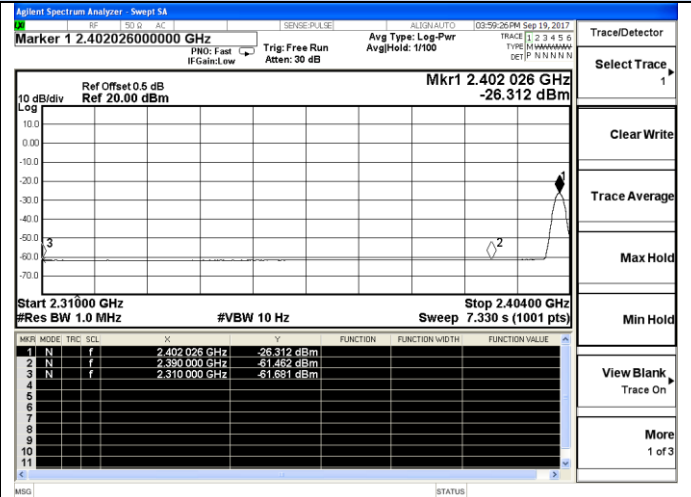 Agilent Spectrum Analyzer - Swept SA
RF 50 Ω AC SENSE:PULSE ALIGN AUTO 03:59:26 PM Sep 19, 2017
Marker 1 2.402026000000 GHz
PNO: Fast
IFGain:Low
Trig: Free Run
Atten: 30 dB
Avg Type: Log-Pwr
Avg|Hold: 1/100
TRACE 1 2 3 4 5 6
TYPE M
DET P N N N N N
Ref Offset 0.5 dB
Ref 20.00 dBm
10 dB/div
Log
Mkr1 2.402 026 GHz
-26.312 dBm
10.0
0.00
-10.0
-20.0
-30.0
-40.0
-50.0
-60.0
-70.0
1
2
3
Start 2.31000 GHz
#Res BW 1.0 MHz
#VBW 10 Hz
Stop 2.40400 GHz
Sweep 7.330 s (1001 pts)
MKR MODE TRC SCL X Y FUNCTION FUNCTION WIDTH FUNCTION VALUE
1 N f 2.402 026 GHz -26.312 dBm
2 N f 2.390 000 GHz -61.462 dBm
3 N f 2.310 000 GHz -61.681 dBm
4
5
6
7
8
9
10
11
MSG
STATUS
Trace/Detector
Select Trace
1
Clear Write
Trace Average
Max Hold
Min Hold
View Blank
Trace On
More
1 of 3